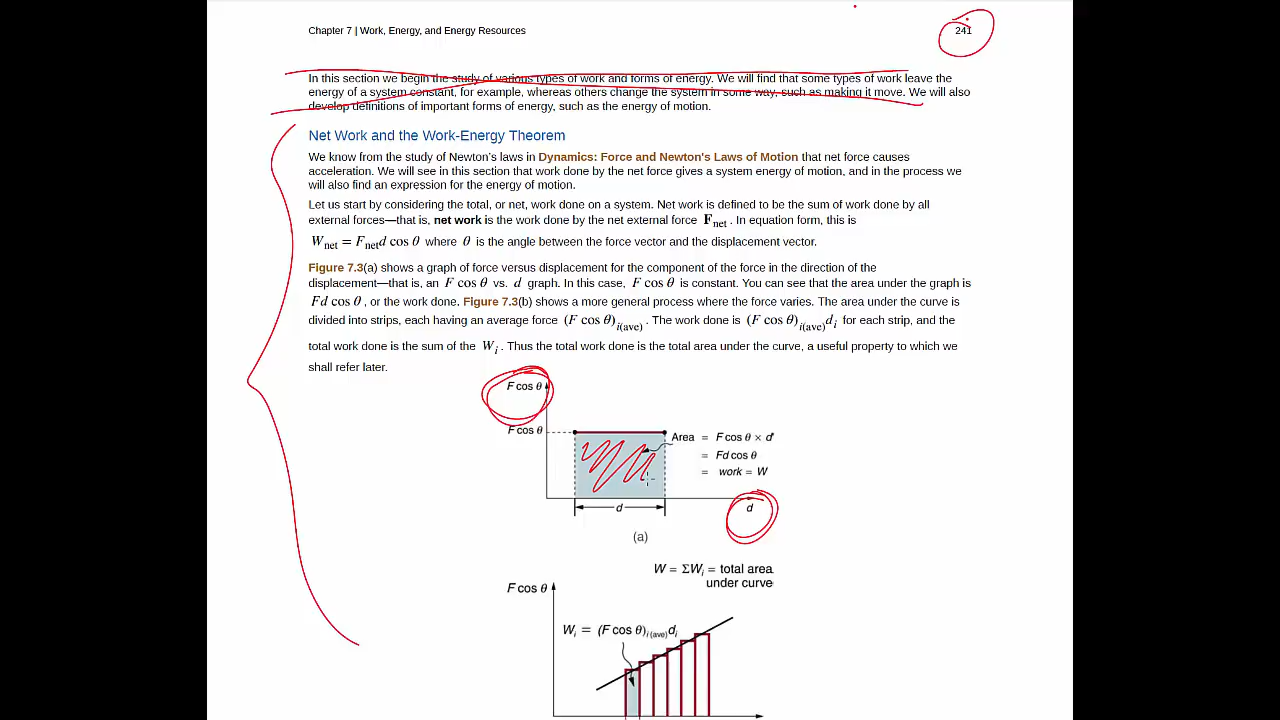 Chapter 7 | Work, Energy, and Energy Resources 241
In this section we begin the study of various types of work and forms of energy. We will find that some types of work leave the
energy of a system constant, for example, whereas others change the system in some way, such as making it move. We will also
develop definitions of important forms of energy, such as the energy of motion.
Net Work and the Work-Energy Theorem
We know from the study of Newton's laws in Dynamics: Force and Newton's Laws of Motion that net force causes
acceleration. We will see in this section that work done by the net force gives a system energy of motion, and in the process we
will also find an expression for the energy of motion.
Let us start by considering the total, or net, work done on a system. Net work is defined to be the sum of work done by all
external forces—that is, net work is the work done by the net external force F_net . In equation form, this is
W_net = F_net d cos θ where θ is the angle between the force vector and the displacement vector.
Figure 7.3(a) shows a graph of force versus displacement for the component of the force in the direction of the
displacement—that is, an F cos θ vs. d graph. In this case, F cos θ is constant. You can see that the area under the graph is
Fd cos θ , or the work done. Figure 7.3(b) shows a more general process where the force varies. The area under the curve is
divided into strips, each having an average force (F cos θ)_i(ave) . The work done is (F cos θ)_i(ave) d_i for each strip, and the
total work done is the sum of the W_i . Thus the total work done is the total area under the curve, a useful property to which we
shall refer later.
F cos θ
F cos θ
Area = F cos θ × d
= Fd cos θ
= work = W
d
d
(a)
W = ΣW_i = total area
under curve
F cos θ
W_i = (F cos θ)_i(ave) d_i